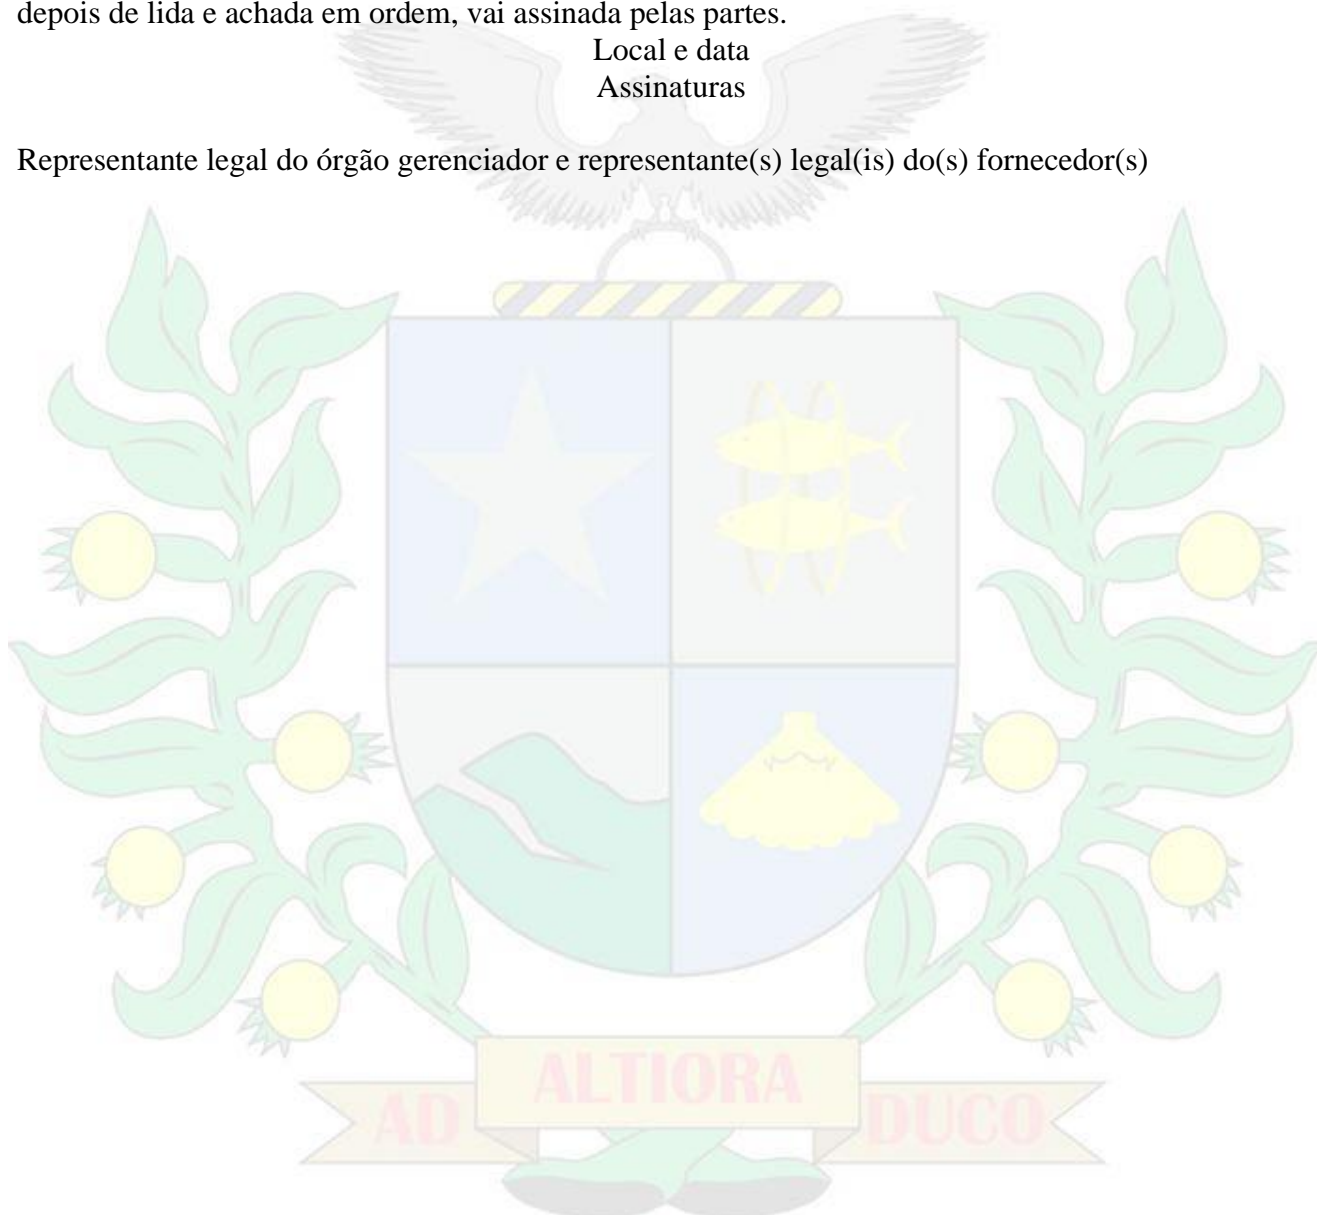 depois de lida e achada em ordem, vai assinada pelas partes.
Local e data
Assinaturas
Representante legal do órgão gerenciador e representante(s) legal(is) do(s) fornecedor(s)
AD ALTIORA DUCO